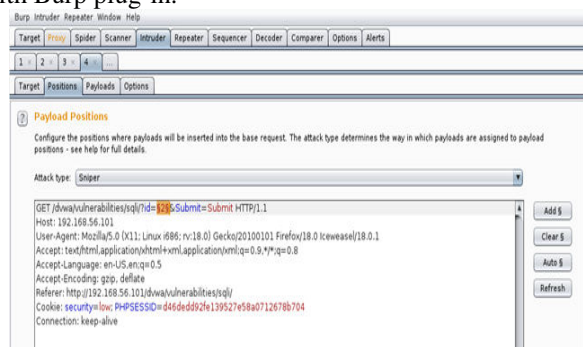 with Burp plug-in.
Burp Intruder Repeater Window Help
Target Proxy Spider Scanner Intruder Repeater Sequencer Decoder Comparer Options Alerts
1 × 2 × 3 × 4 × ...
Target Positions Payloads Options
? Payload Positions
Configure the positions where payloads will be inserted into the base request. The attack type determines the way in which payloads are assigned to payload
positions - see help for full details.
Attack type: Sniper
GET /dvwa/vulnerabilities/sqli/?id=§2§&Submit=Submit HTTP/1.1
Host: 192.168.56.101
User-Agent: Mozilla/5.0 (X11; Linux i686; rv:18.0) Gecko/20100101 Firefox/18.0 Iceweasel/18.0.1
Accept: text/html,application/xhtml+xml,application/xml;q=0.9,*/*;q=0.8
Accept-Language: en-US,en;q=0.5
Accept-Encoding: gzip, deflate
Referer: http://192.168.56.101/dvwa/vulnerabilities/sqli/
Cookie: security=low; PHPSESSID=d46dedd92fe139527e58a0712678b704
Connection: keep-alive
Add §
Clear §
Auto §
Refresh